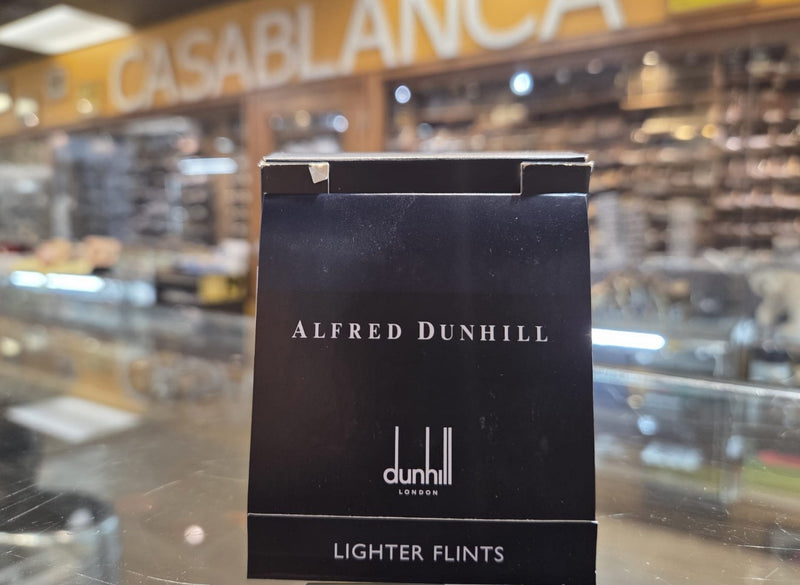 CASABLANCA
ALFRED DUNHILL
dunhill
LONDON
LIGHTER FLINTS